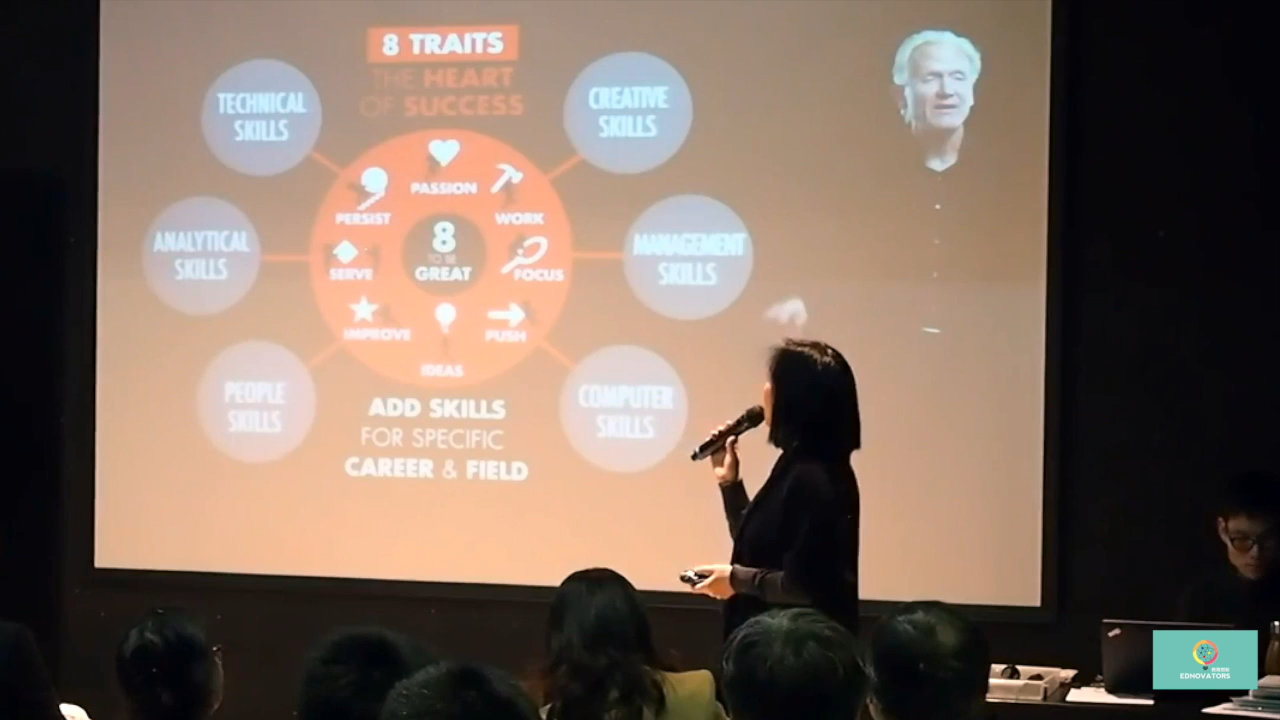 8 TRAITS
THE HEART
OF SUCCESS
TECHNICAL
SKILLS
CREATIVE
SKILLS
ANALYTICAL
SKILLS
MANAGEMENT
SKILLS
PEOPLE
SKILLS
COMPUTER
SKILLS
PASSION
PERSIST
WORK
SERVE
FOCUS
IMPROVE
PUSH
IDEAS
8
TO BE
GREAT
ADD SKILLS
FOR SPECIFIC
CAREER & FIELD
EDNOVATORS